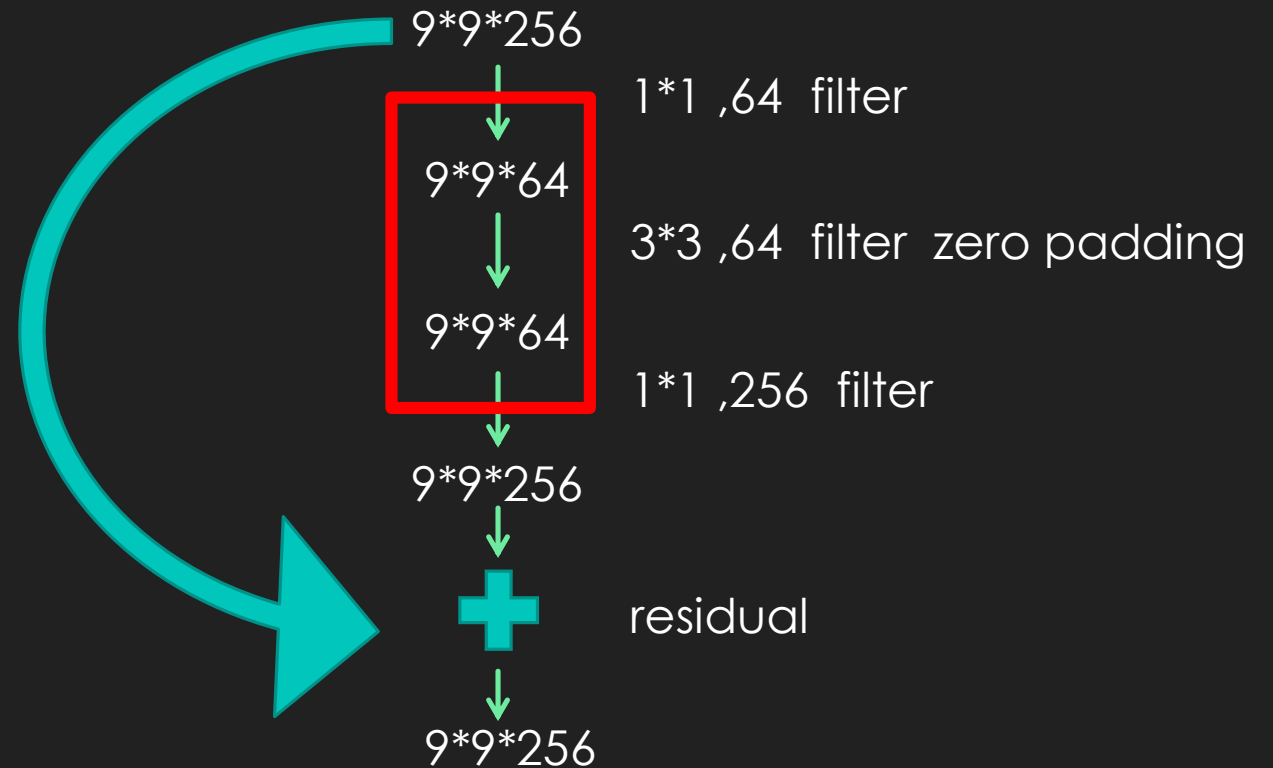 9*9*256
1*1 ,64 filter
9*9*64
3*3 ,64 filter zero padding
9*9*64
1*1 ,256 filter
9*9*256
residual
9*9*256